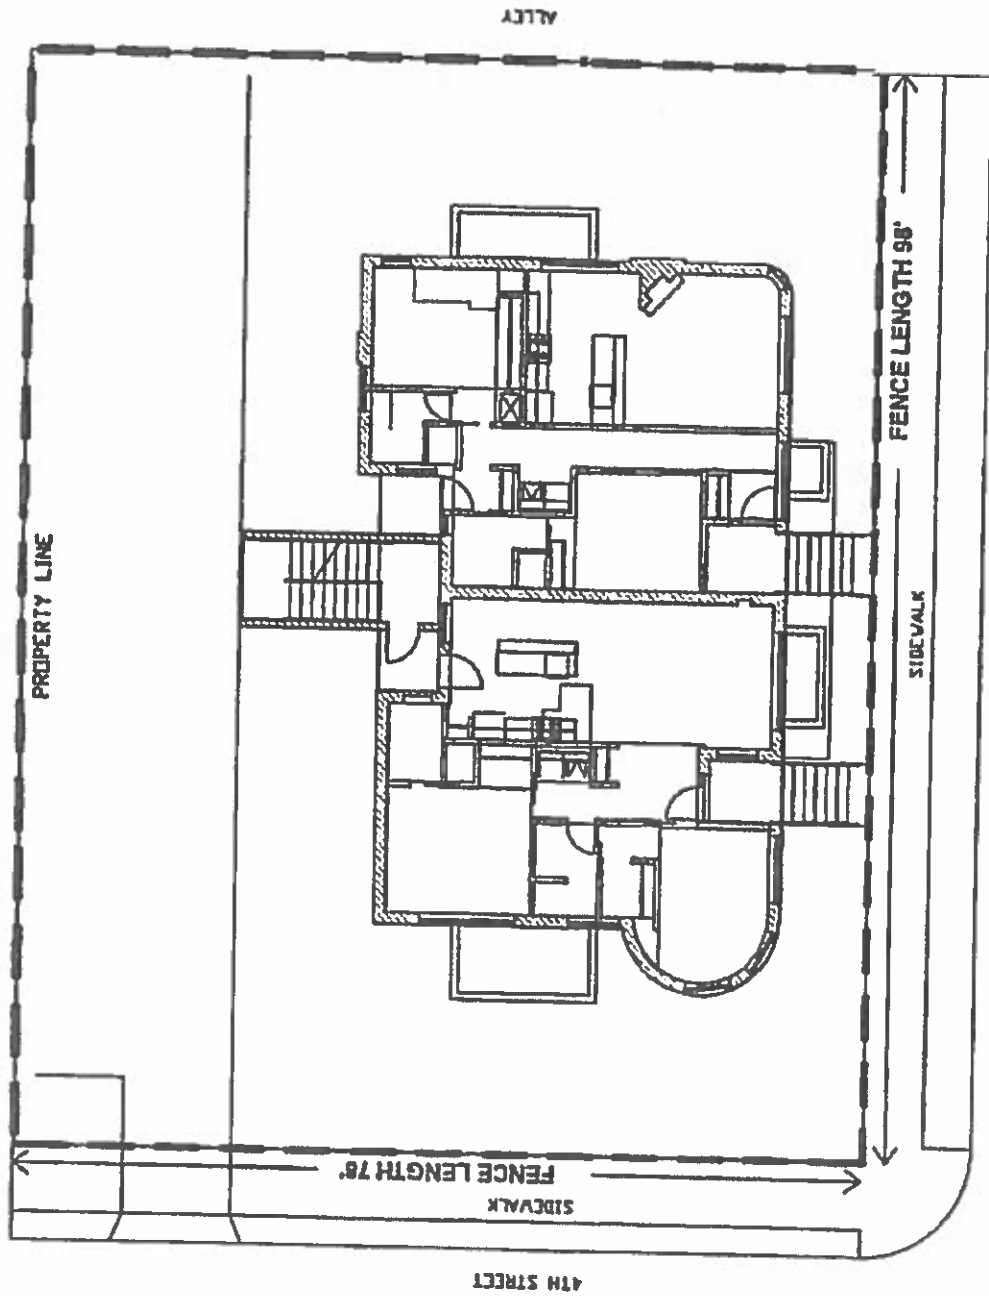 ALLEY
PROPERTY LINE
FENCE LENGTH 98'
SIDEWALK
FENCE LENGTH 78'
SIDEWALK
4TH STREET